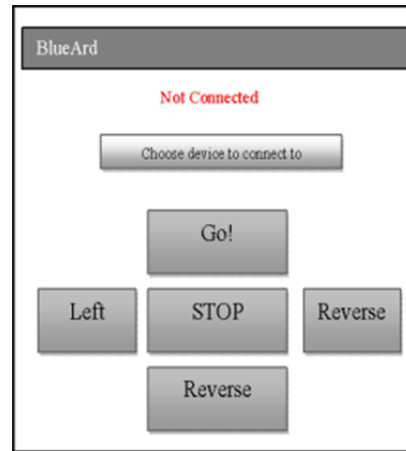 BlueArd
Not Connected
Choose device to connect to
Go!
Left STOP Reverse
Reverse